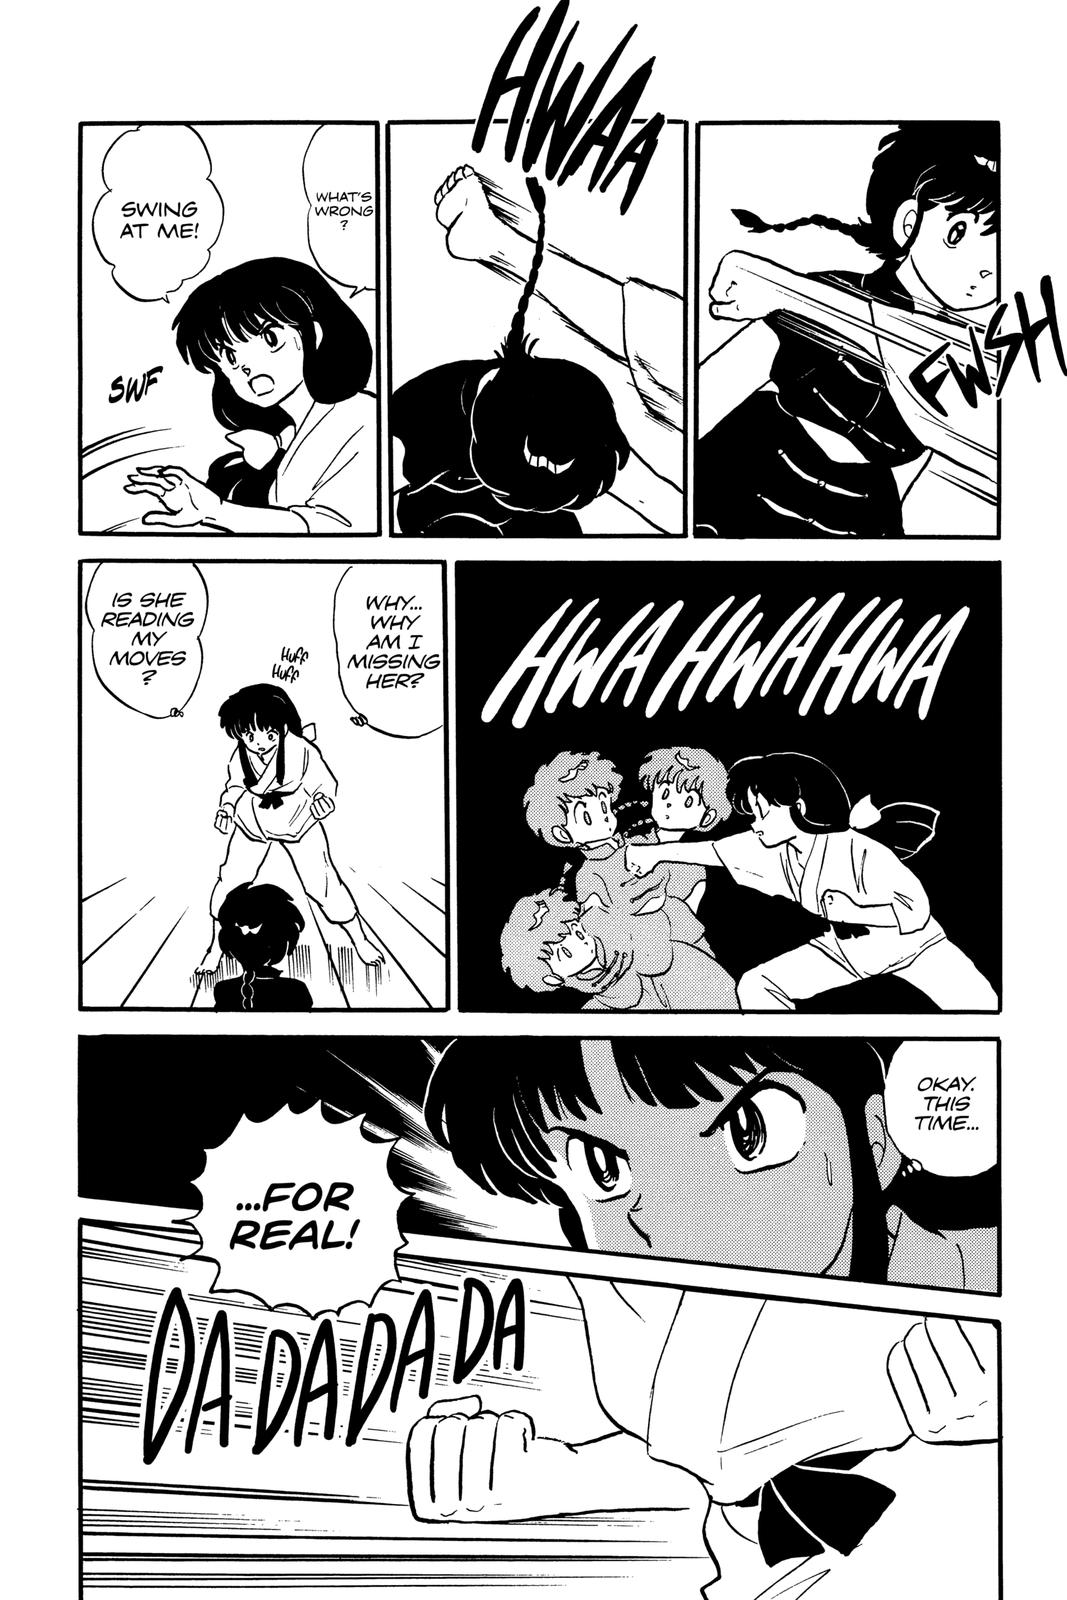 FWSH
HWAA
WHAT'S
WRONG
?
SWING
AT ME!
SWF
HWA HWA HWA
WHY...
WHY
AM I
MISSING
HER?
HUFF
HUFF
IS SHE
READING
MY
MOVES
?
OKAY.
THIS
TIME...
...FOR
REAL!
DA DA DA DA